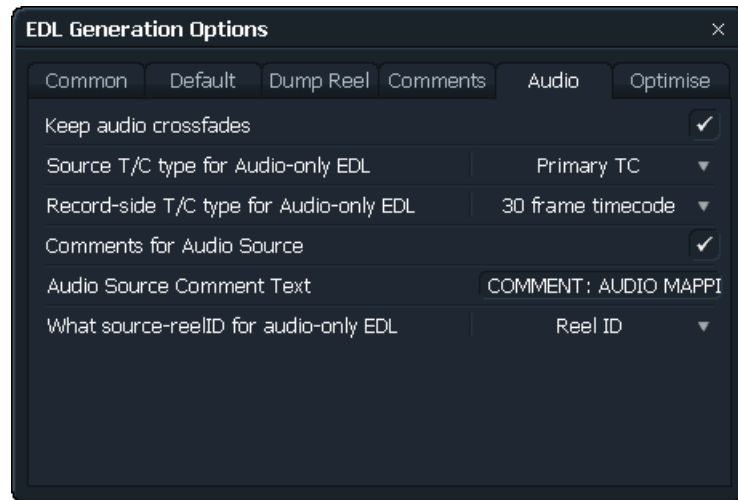 EDL Generation Options
Common Default Dump Reel Comments Audio Optimise
Keep audio crossfades
Source T/C type for Audio-only EDL Primary TC
Record-side T/C type for Audio-only EDL 30 frame timecode
Comments for Audio Source
Audio Source Comment Text COMMENT: AUDIO MAPPI
What source-reelID for audio-only EDL Reel ID